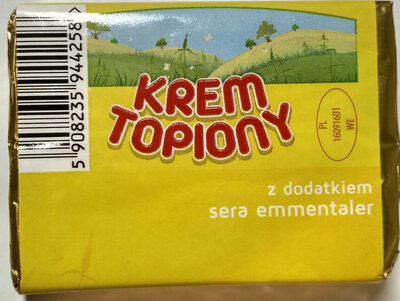 KREM
TOPIONY
z dodatkiem
sera emmentaler
PL
16091601
WE
5 908235 944258